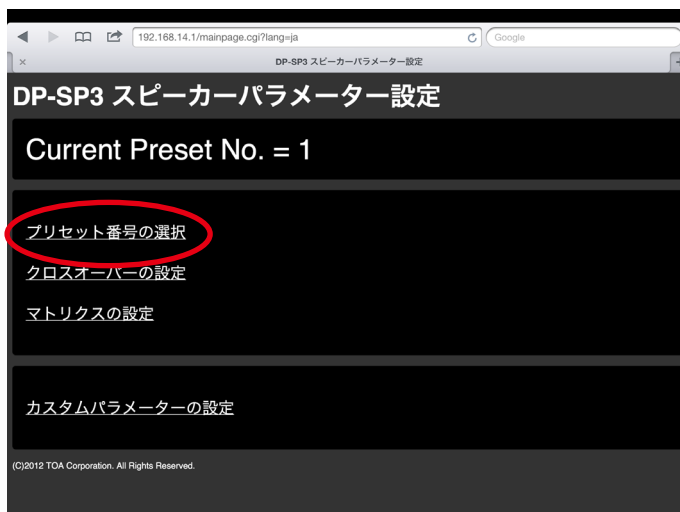 192.168.14.1/mainpage.cgi?lang=ja
Google
DP-SP3 スピーカーパラメーター設定
DP-SP3 スピーカーパラメーター設定
Current Preset No. = 1
プリセット番号の選択
クロスオーバーの設定
マトリクスの設定
カスタムパラメーターの設定
(C)2012 TOA Corporation. All Rights Reserved.